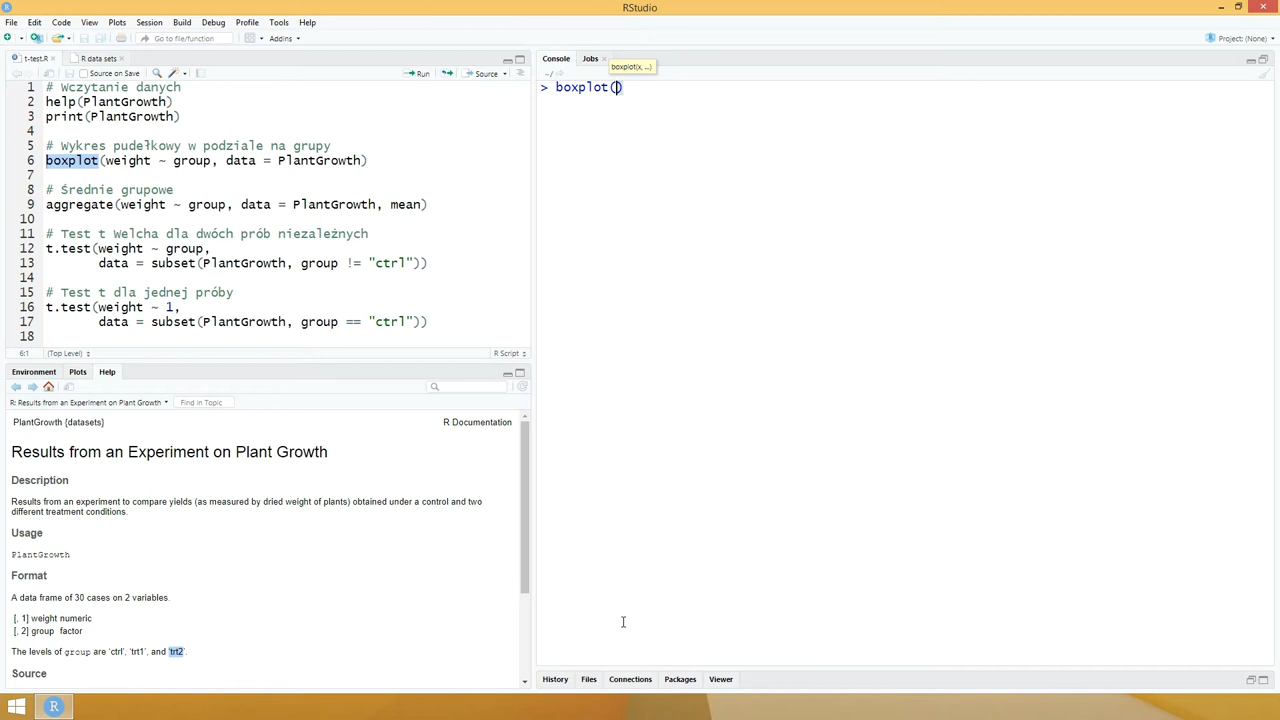 RStudio
File Edit Code View Plots Session Build Debug Profile Tools Help
Go to file/function Addins Project: (None)
t-test.R R data sets
Source on Save Run Source
1 # Wczytanie danych
2 help(PlantGrowth)
3 print(PlantGrowth)
4
5 # Wykres pudełkowy w podziale na grupy
6 boxplot(weight ~ group, data = PlantGrowth)
7
8 # Średnie grupowe
9 aggregate(weight ~ group, data = PlantGrowth, mean)
10
11 # Test t Welcha dla dwóch prób niezależnych
12 t.test(weight ~ group,
13 data = subset(PlantGrowth, group != "ctrl"))
14
15 # Test t dla jednej próby
16 t.test(weight ~ 1,
17 data = subset(PlantGrowth, group == "ctrl"))
18
6:1 (Top Level) R Script
Environment Plots Help
R: Results from an Experiment on Plant Growth Find in Topic
PlantGrowth {datasets} R Documentation
Results from an Experiment on Plant Growth
Description
Results from an experiment to compare yields (as measured by dried weight of plants) obtained under a control and two
different treatment conditions.
Usage
PlantGrowth
Format
A data frame of 30 cases on 2 variables.
[, 1] weight numeric
[, 2] group factor
The levels of group are 'ctrl', 'trt1', and 'trt2'.
Source
Console Jobs
boxplot(x, ...)
~/
> boxplot()
History Files Connections Packages Viewer
R